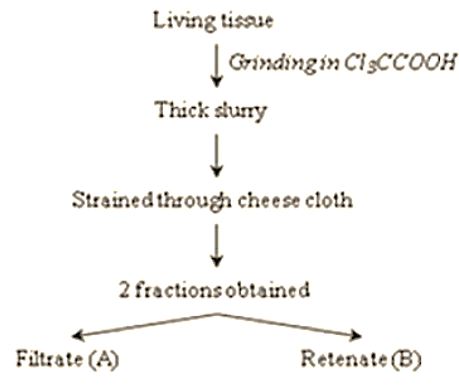 Living tissue
Grinding in Cl3CCOOH
Thick slurry
Strained through cheese cloth
2 fractions obtained
Filtrate (A)
Retenate (B)